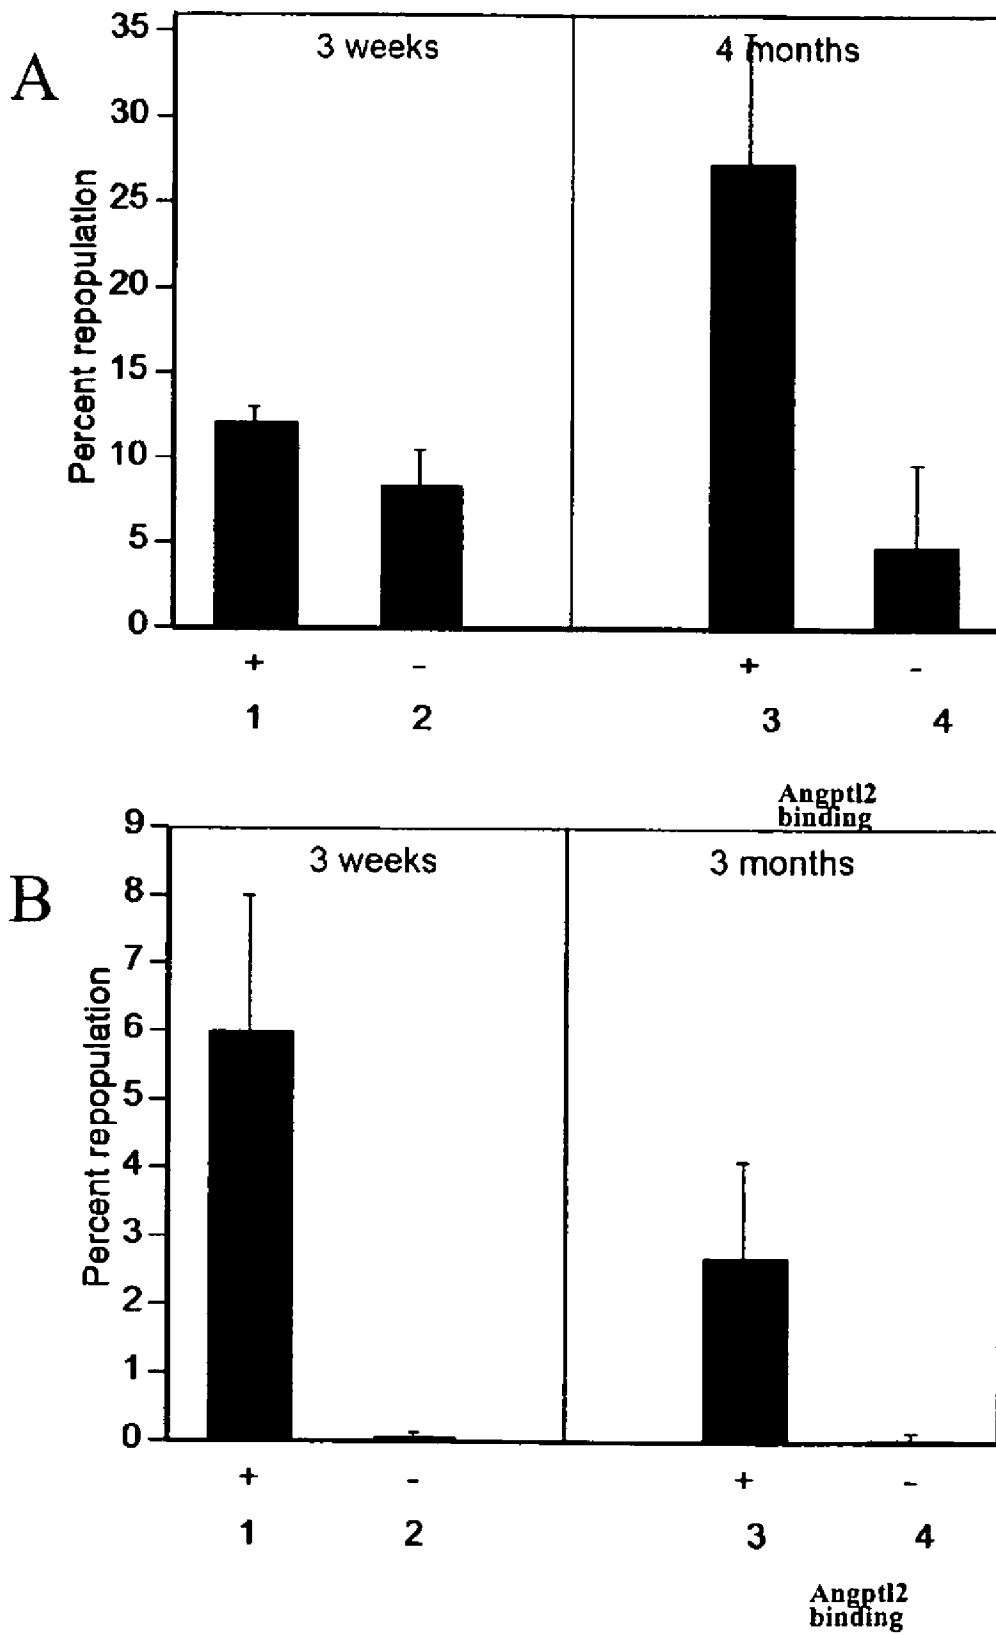 A
3 weeks
4 months
35
30
25
20
15
10
5
0
Percent repopulation
+ - + -
1 2 3 4
Angptl2
binding
B
3 weeks
3 months
9
8
7
6
5
4
3
2
1
0
Percent repopulation
+ - + -
1 2 3 4
Angptl2
binding